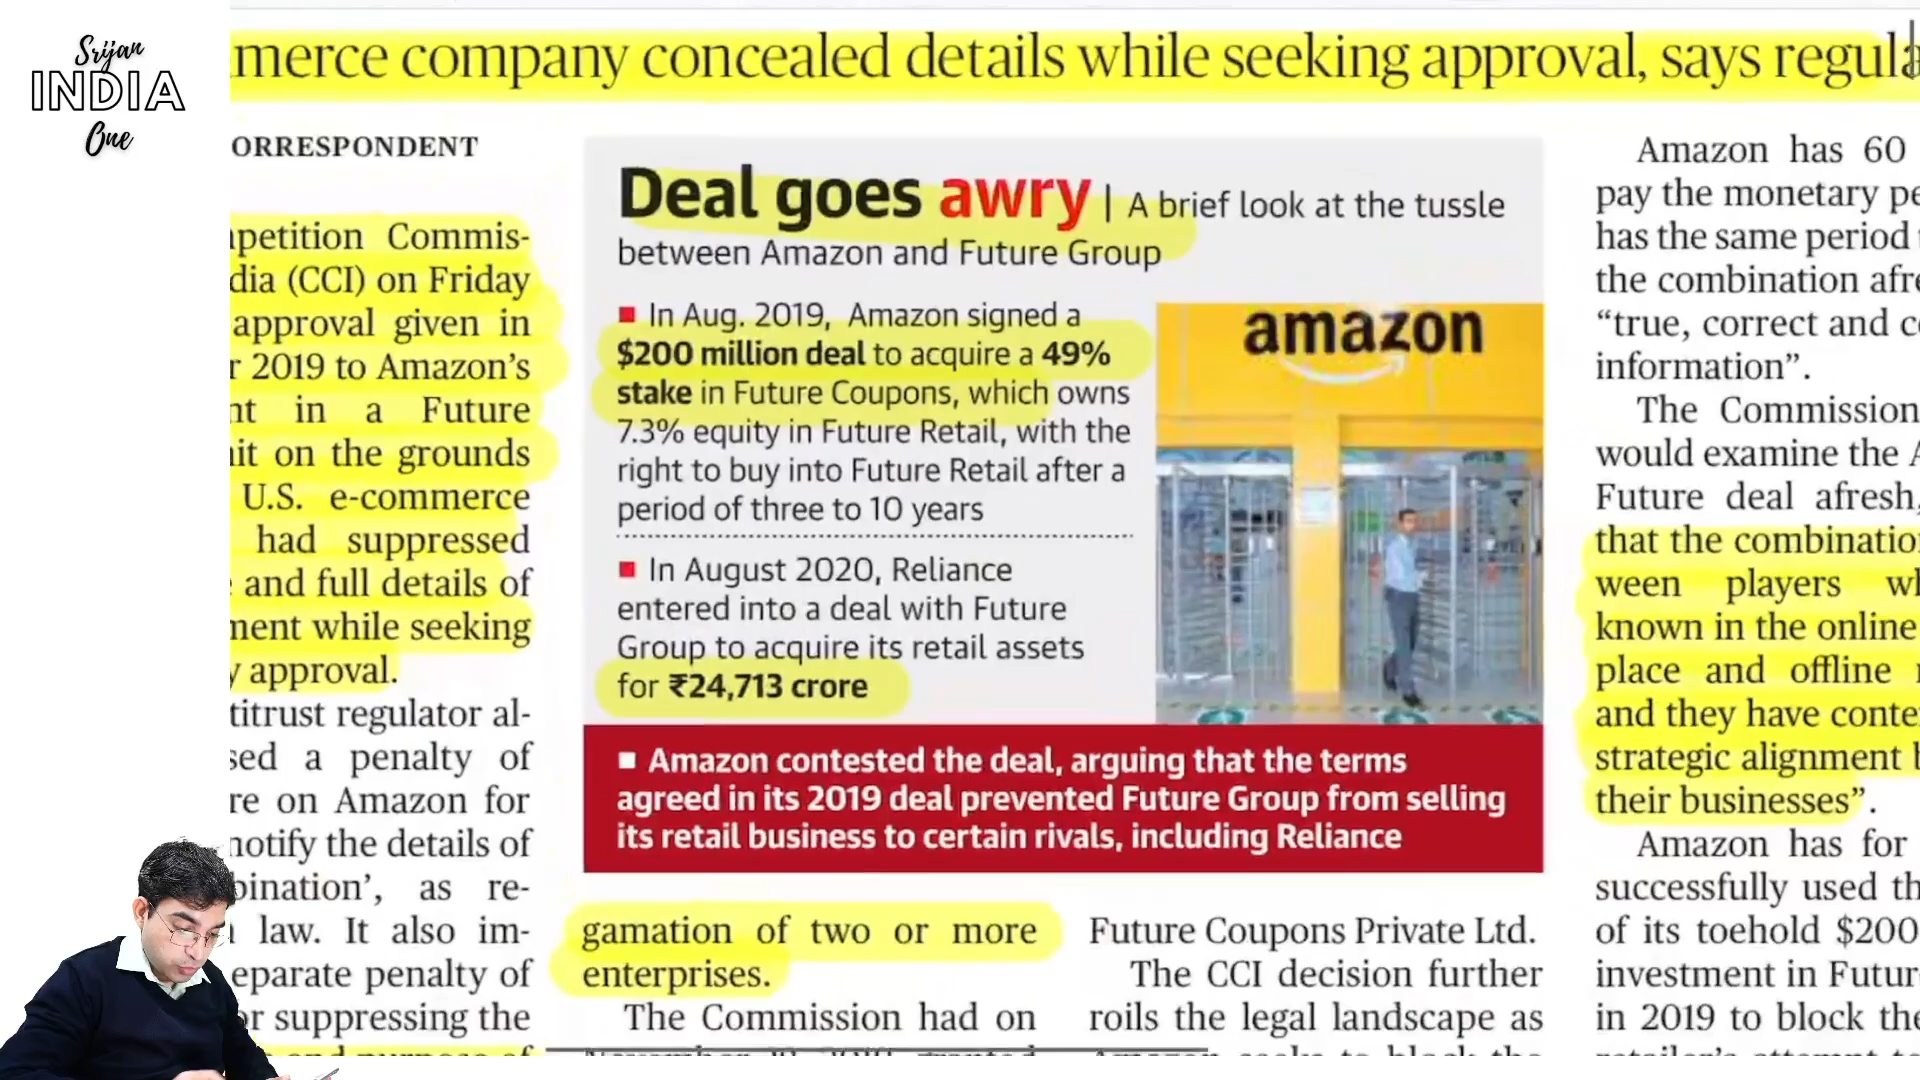 Srijan
INDIA
One
merce company concealed details while seeking approval, says regula
ORRESPONDENT
petition Commis-
dia (CCI) on Friday
approval given in
r 2019 to Amazon's
nt in a Future
it on the grounds
U.S. e-commerce
had suppressed
and full details of
ment while seeking
y approval.
titrust regulator al-
sed a penalty of
re on Amazon for
notify the details of
bination', as re-
law. It also im-
eparate penalty of
or suppressing the
and purpose of
Deal goes awry | A brief look at the tussle
between Amazon and Future Group
■ In Aug. 2019, Amazon signed a
$200 million deal to acquire a 49%
stake in Future Coupons, which owns
7.3% equity in Future Retail, with the
right to buy into Future Retail after a
period of three to 10 years
■ In August 2020, Reliance
entered into a deal with Future
Group to acquire its retail assets
for ₹24,713 crore
amazon
■ Amazon contested the deal, arguing that the terms
agreed in its 2019 deal prevented Future Group from selling
its retail business to certain rivals, including Reliance
gamation of two or more
enterprises.
The Commission had on
Future Coupons Private Ltd.
The CCI decision further
roils the legal landscape as
Amazon has 60
pay the monetary pe
has the same period
the combination afre
"true, correct and co
information".
The Commission
would examine the A
Future deal afresh,
that the combinatio
ween players wh
known in the online
place and offline
and they have conte
strategic alignment b
their businesses".
Amazon has for
successfully used th
of its toehold $200
investment in Futur
in 2019 to block the